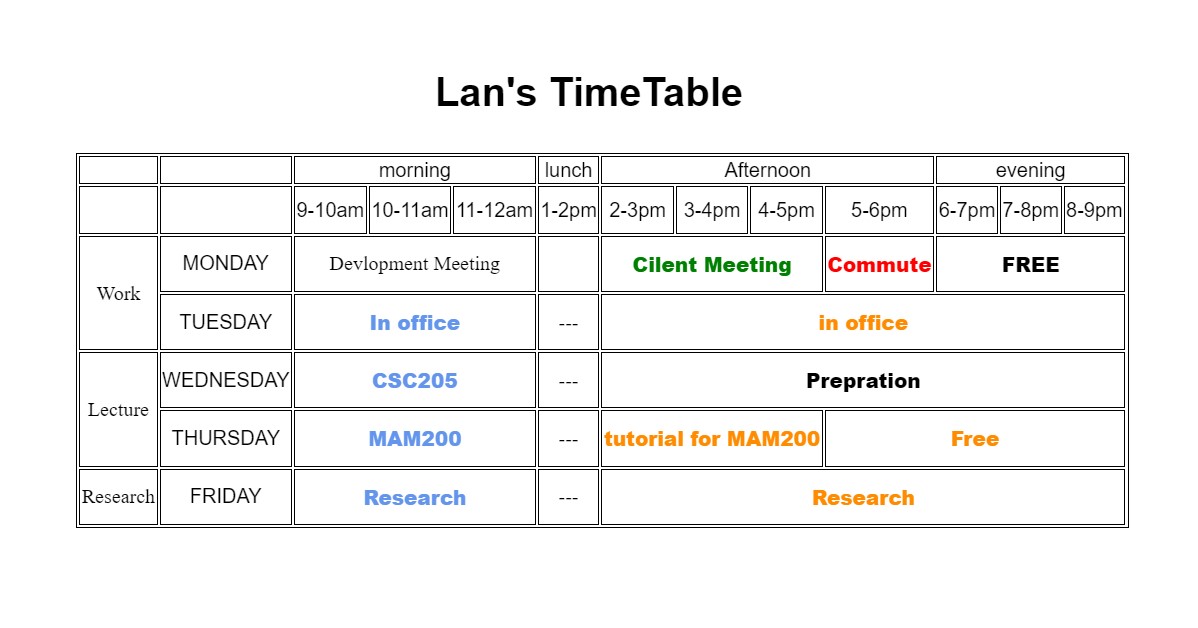 Lan's TimeTable
morning lunch Afternoon evening
9-10am 10-11am 11-12am 1-2pm 2-3pm 3-4pm 4-5pm 5-6pm 6-7pm 7-8pm 8-9pm
Work MONDAY Devlopment Meeting Cilent Meeting Commute FREE
TUESDAY In office --- in office
Lecture WEDNESDAY CSC205 --- Prepration
THURSDAY MAM200 --- tutorial for MAM200 Free
Research FRIDAY Research --- Research